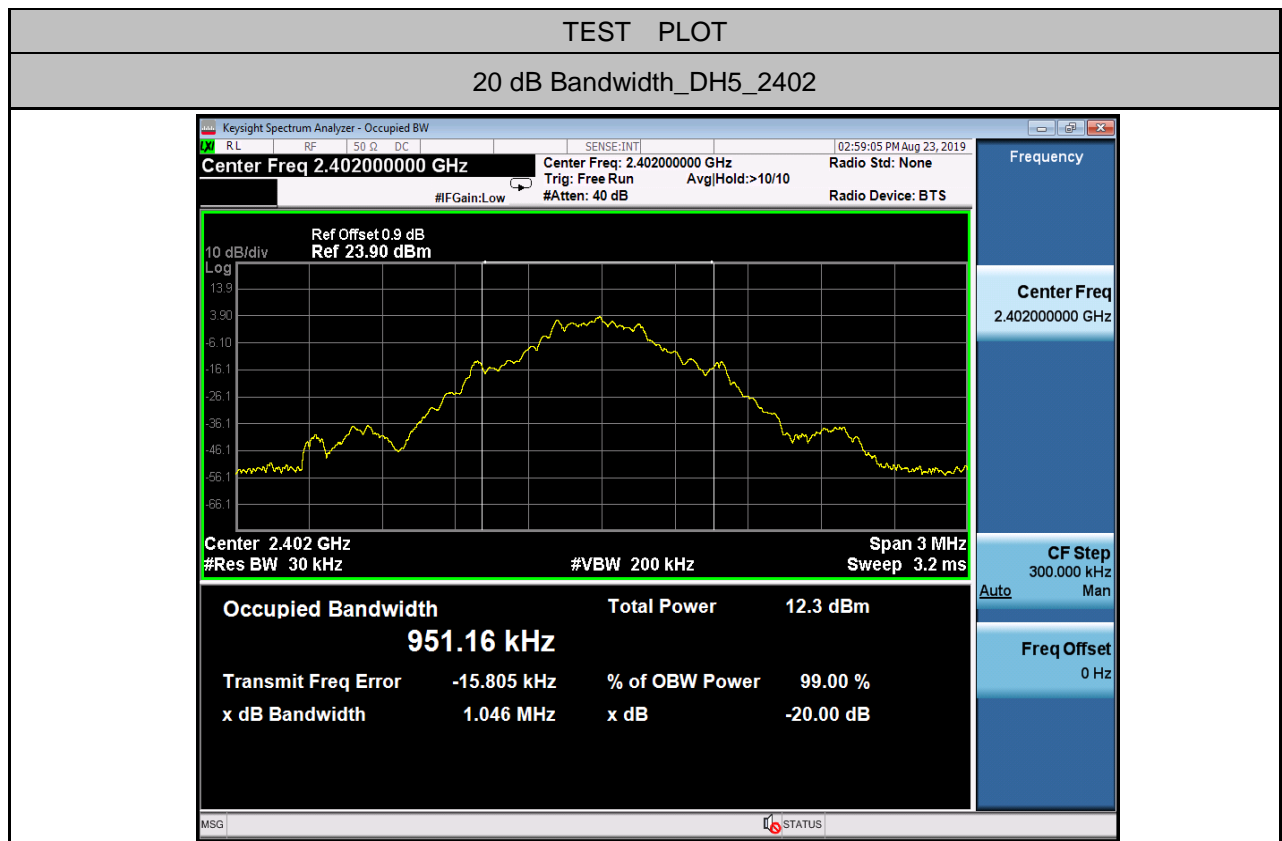 TEST PLOT
20 dB Bandwidth_DH5_2402
Keysight Spectrum Analyzer - Occupied BW
LXI RL RF 50 Ω DC SENSE:INT 02:59:05 PM Aug 23, 2019
Center Freq 2.402000000 GHz
Center Freq: 2.402000000 GHz Radio Std: None
Trig: Free Run Avg|Hold:>10/10
#IFGain:Low #Atten: 40 dB Radio Device: BTS
Ref Offset 0.9 dB
10 dB/div Ref 23.90 dBm
Log
13.9
3.90
-6.10
-16.1
-26.1
-36.1
-46.1
-56.1
-66.1
Center 2.402 GHz Span 3 MHz
#Res BW 30 kHz #VBW 200 kHz Sweep 3.2 ms
Occupied Bandwidth Total Power 12.3 dBm
951.16 kHz
Transmit Freq Error -15.805 kHz % of OBW Power 99.00 %
x dB Bandwidth 1.046 MHz x dB -20.00 dB
MSG STATUS
Frequency
Center Freq
2.402000000 GHz
CF Step
300.000 kHz
Auto Man
Freq Offset
0 Hz